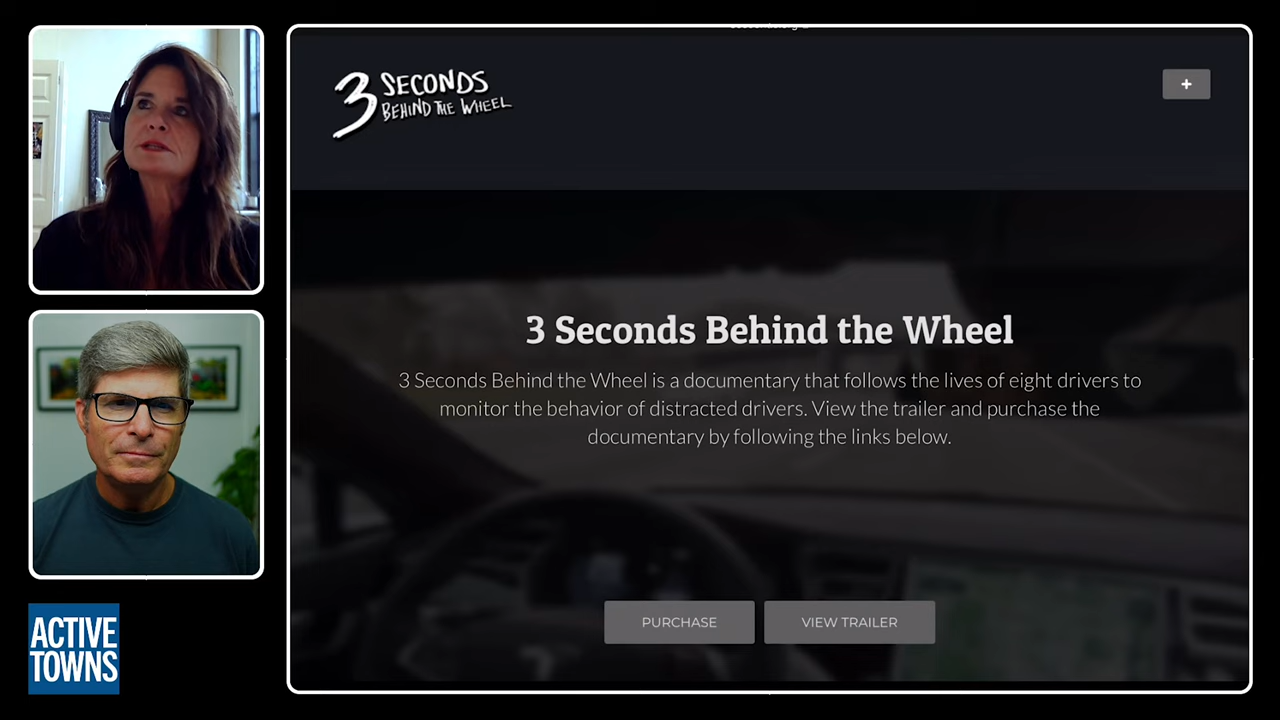 3 SECONDS
BEHIND THE WHEEL
+
3 Seconds Behind the Wheel
3 Seconds Behind the Wheel is a documentary that follows the lives of eight drivers to
monitor the behavior of distracted drivers. View the trailer and purchase the
documentary by following the links below.
PURCHASE
VIEW TRAILER
ACTIVE
TOWNS